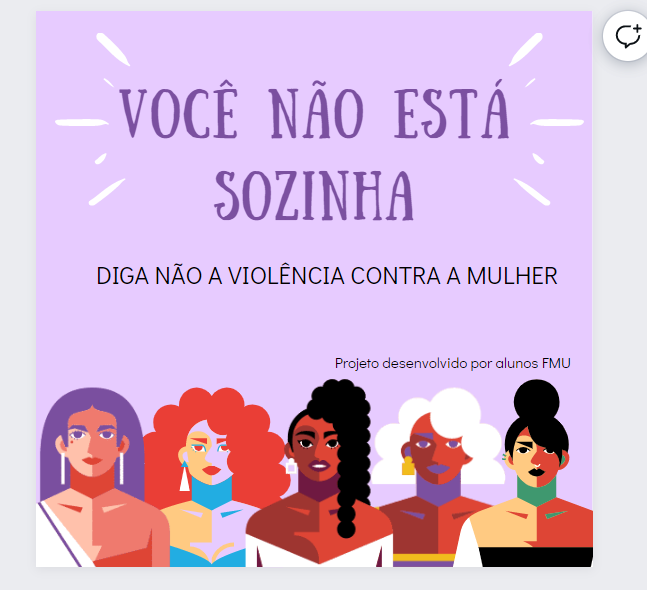 VOCÊ NÃO ESTÁ
SOZINHA
DIGA NÃO A VIOLÊNCIA CONTRA A MULHER
Projeto desenvolvido por alunos FMU